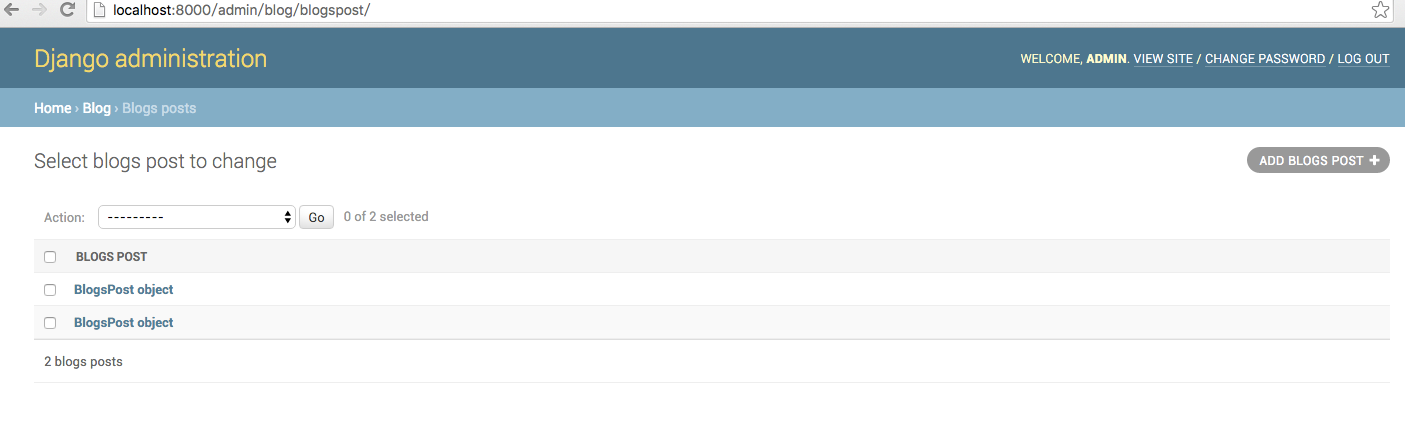 localhost:8000/admin/blog/blogspost/
Django administration
WELCOME, ADMIN. VIEW SITE / CHANGE PASSWORD / LOG OUT
Home › Blog › Blogs posts
Select blogs post to change
ADD BLOGS POST +
Action: --------- Go 0 of 2 selected
BLOGS POST
BlogsPost object
BlogsPost object
2 blogs posts